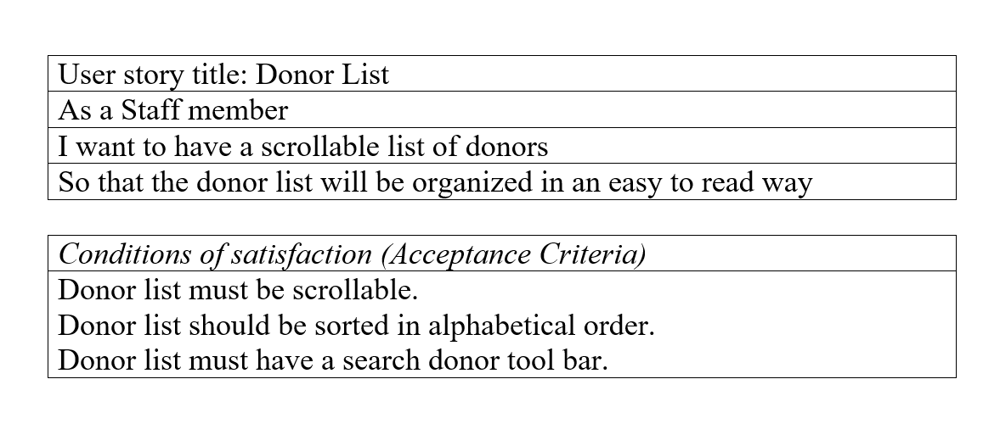 User story title: Donor List
As a Staff member
I want to have a scrollable list of donors
So that the donor list will be organized in an easy to read way
Conditions of satisfaction (Acceptance Criteria)
Donor list must be scrollable.
Donor list should be sorted in alphabetical order.
Donor list must have a search donor tool bar.